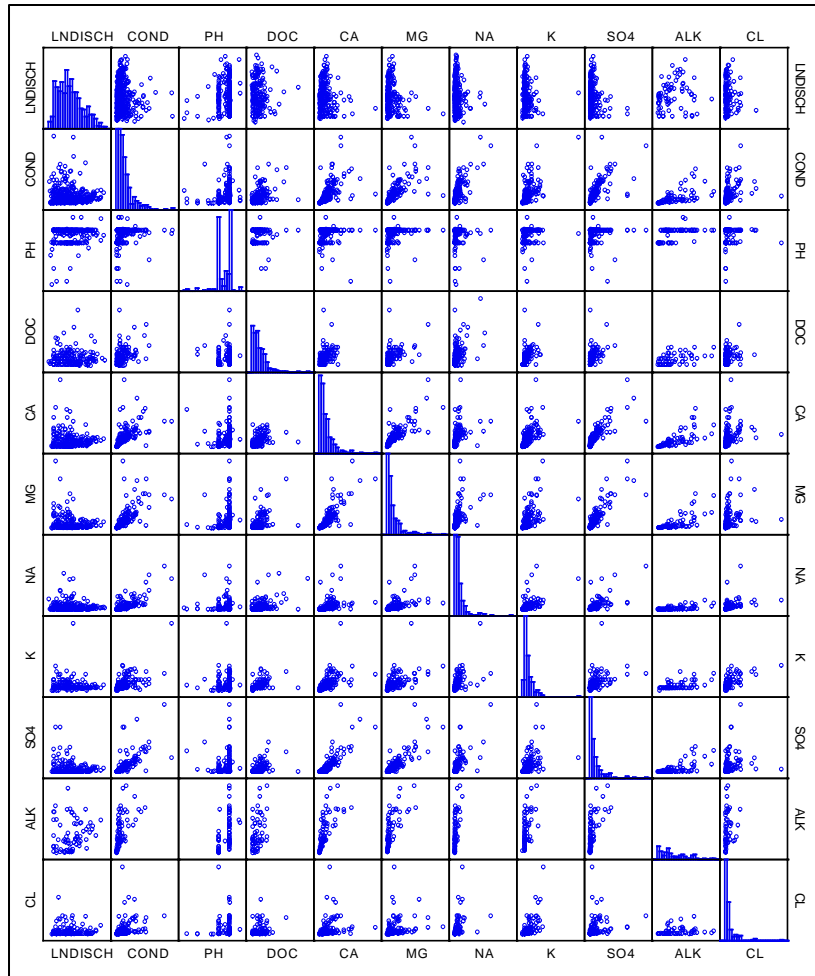 LNDISCH COND PH DOC CA MG NA K SO4 ALK CL
LNDISCH LNDISCH
COND COND
PH PH
DOC DOC
CA CA
MG MG
NA NA
K K
SO4 SO4
ALK ALK
CL CL
LNDISCH COND PH DOC CA MG NA K SO4 ALK CL